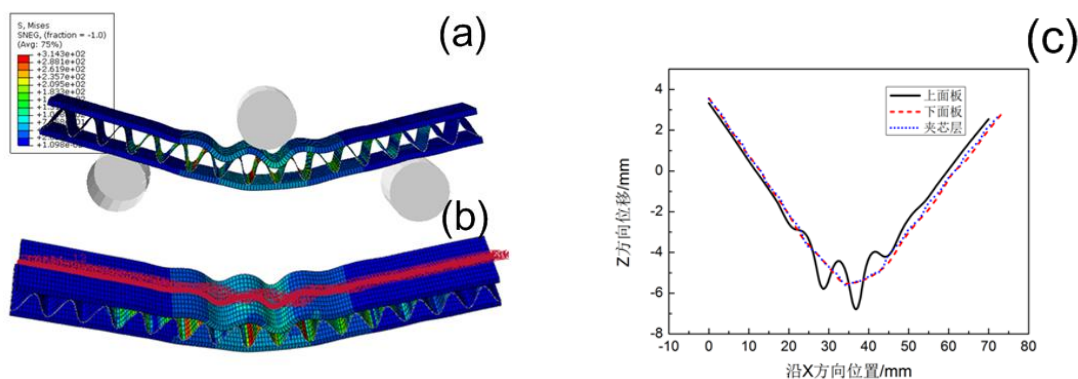 (a)
S, Mises
SNEG, (fraction = -1.0)
(Avg: 75%)
+3.143e+02
+2.881e+02
+2.619e+02
+2.357e+02
+2.095e+02
+1.833e+02
(b)
(c)
上面板
下面板
夹芯层
Z方向位移/mm
4
2
0
-2
-4
-6
-8
-10 0 10 20 30 40 50 60 70 80
沿X方向位置/mm